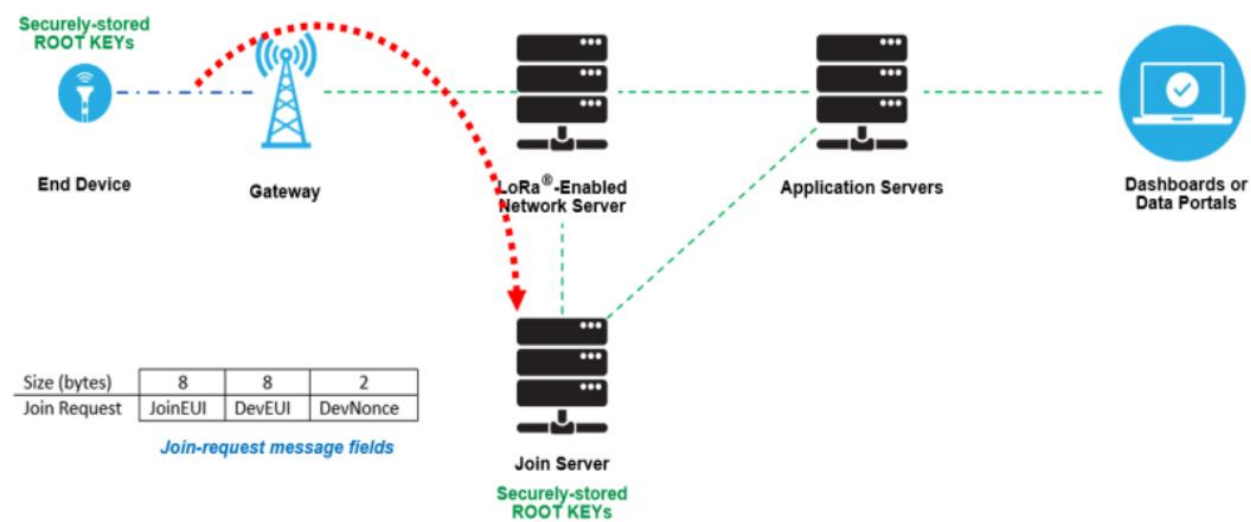 Securely-stored
ROOT KEYs
End Device
Gateway
LoRa®-Enabled
Network Server
Application Servers
Dashboards or
Data Portals
Size (bytes) 8 8 2
Join Request JoinEUI DevEUI DevNonce
Join-request message fields
Join Server
Securely-stored
ROOT KEYs